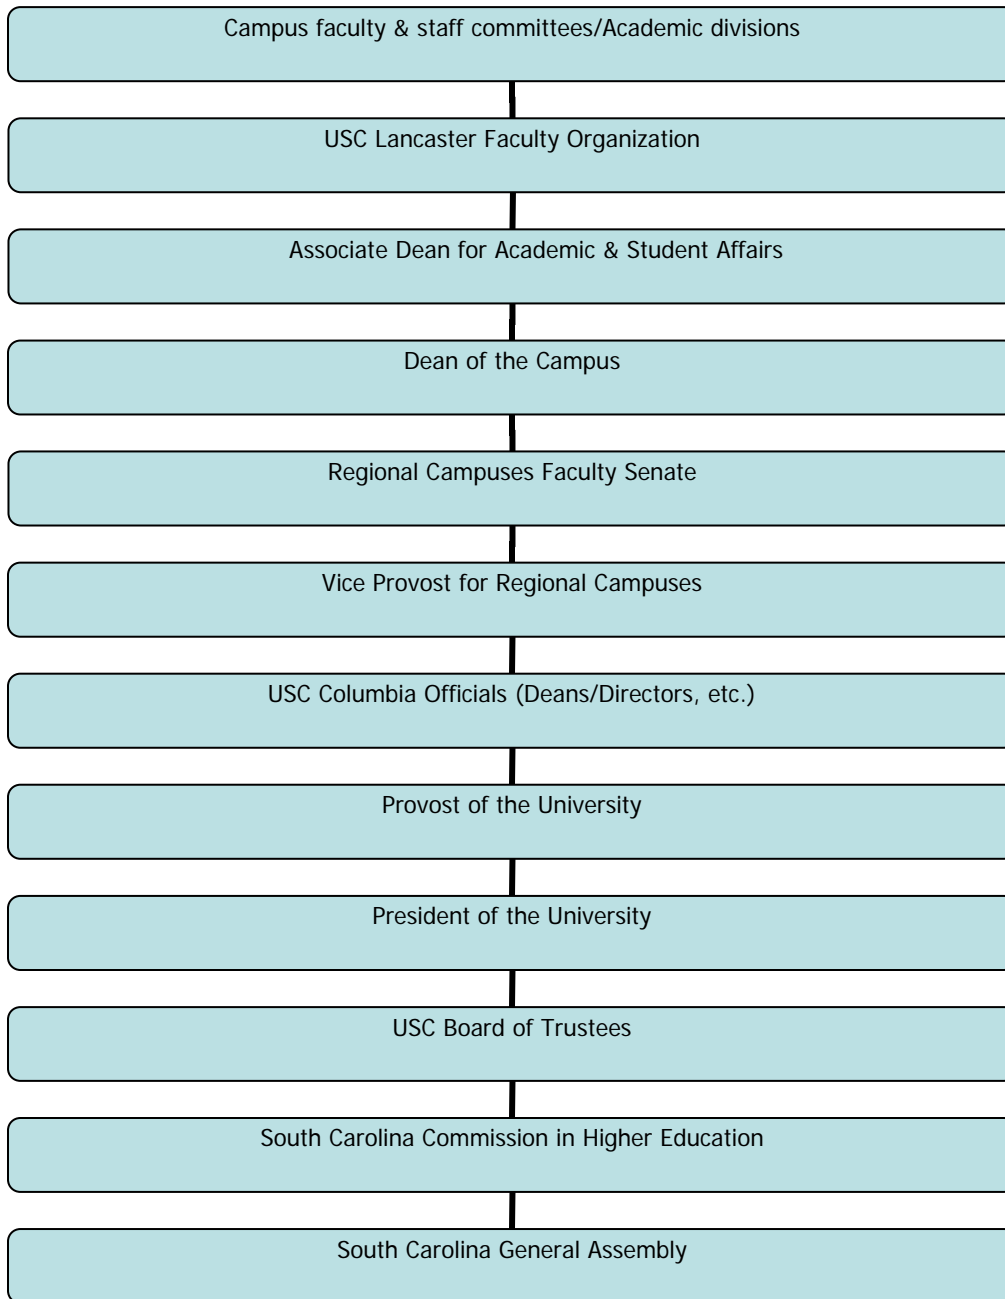 Campus faculty & staff committees/Academic divisions
USC Lancaster Faculty Organization
Associate Dean for Academic & Student Affairs
Dean of the Campus
Regional Campuses Faculty Senate
Vice Provost for Regional Campuses
USC Columbia Officials (Deans/Directors, etc.)
Provost of the University
President of the University
USC Board of Trustees
South Carolina Commission in Higher Education
South Carolina General Assembly